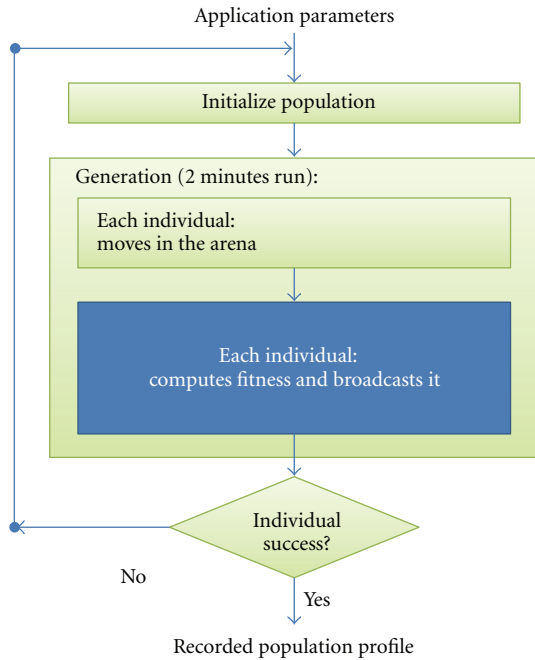 Application parameters
Initialize population
Generation (2 minutes run):
Each individual:
moves in the arena
Each individual:
computes fitness and broadcasts it
Individual
success?
No
Yes
Recorded population profile